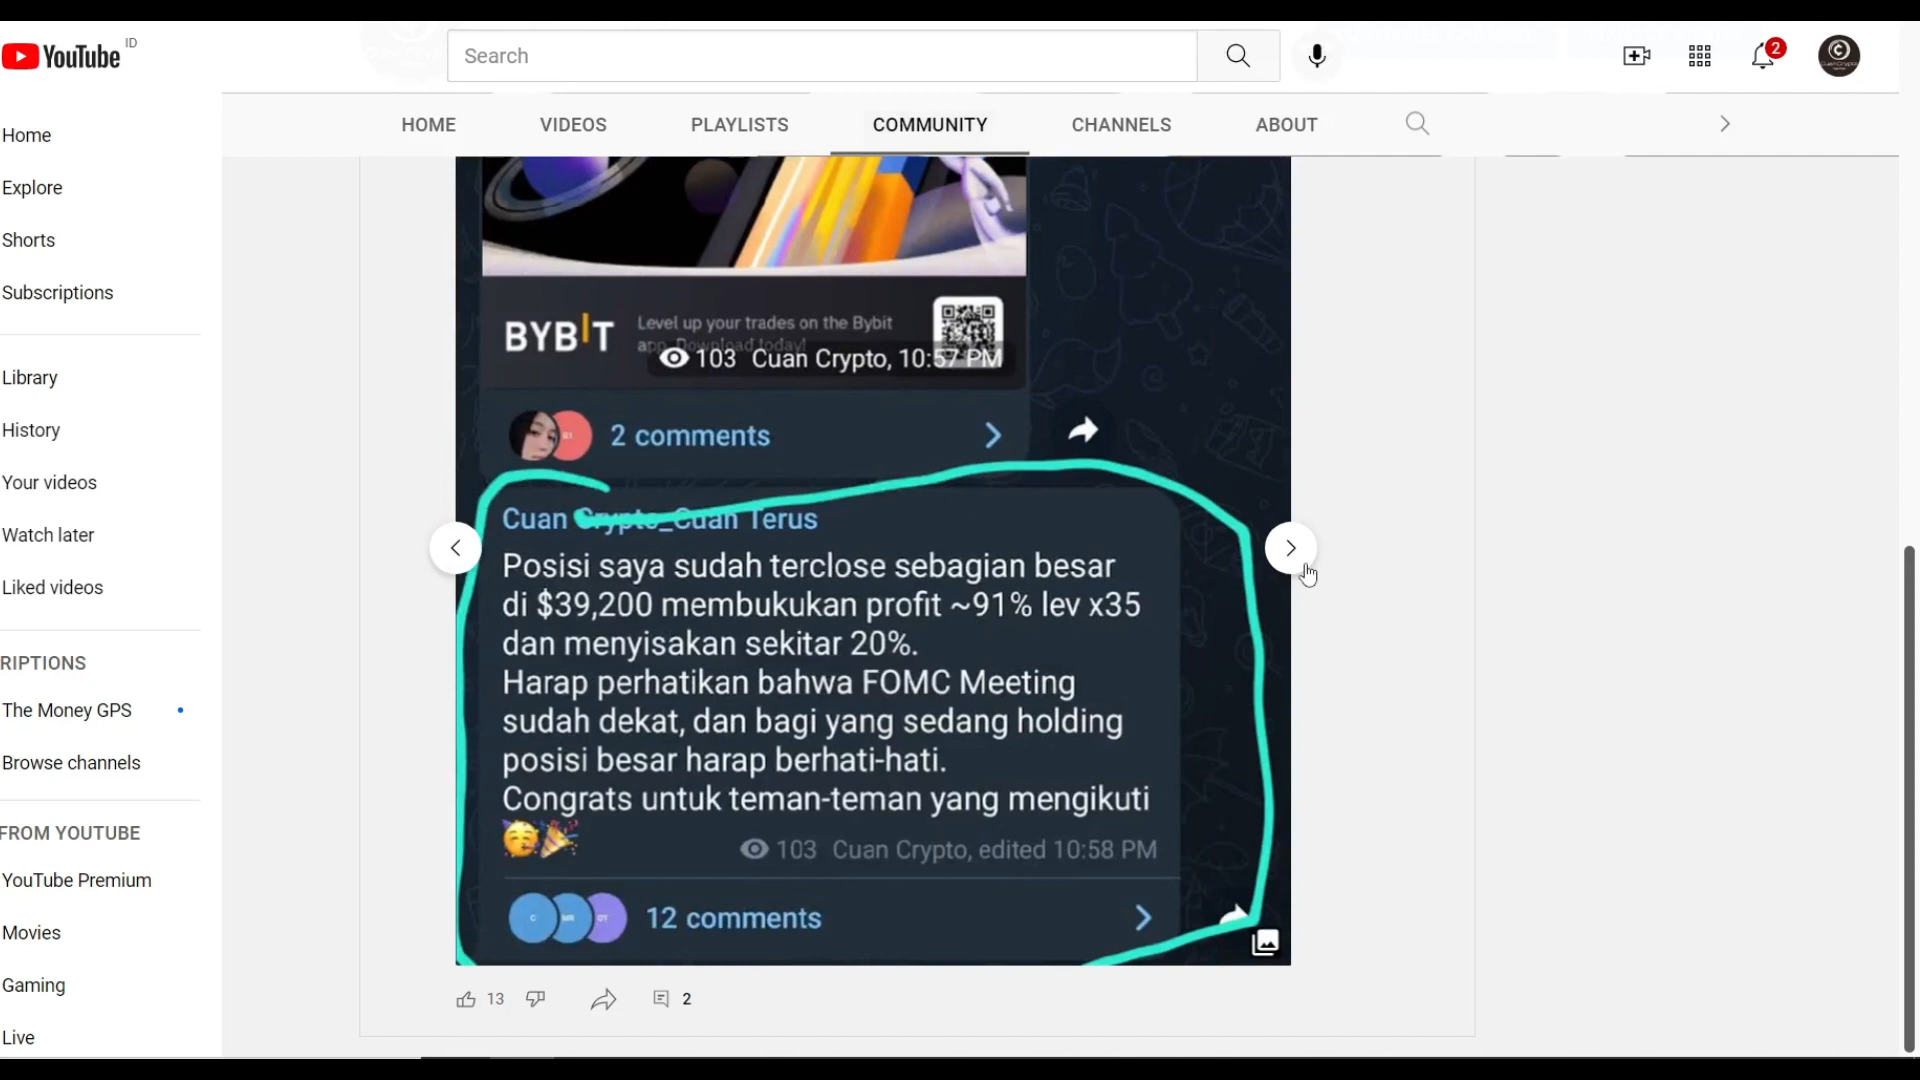 YouTube ID
Search
2
HOME VIDEOS PLAYLISTS COMMUNITY CHANNELS ABOUT
Home
Explore
Shorts
Subscriptions
Library
History
Your videos
Watch later
Liked videos
RIPTIONS
The Money GPS
Browse channels
FROM YOUTUBE
YouTube Premium
Movies
Gaming
Live
BYBIT
Level up your trades on the Bybit
app. Download today!
103 Cuan Crypto, 10:57 PM
2 comments
Cuan Crypto_Cuan Terus
Posisi saya sudah terclose sebagian besar
di $39,200 membukukan profit ~91% lev x35
dan menyisakan sekitar 20%.
Harap perhatikan bahwa FOMC Meeting
sudah dekat, dan bagi yang sedang holding
posisi besar harap berhati-hati.
Congrats untuk teman-teman yang mengikuti
🥳🎉
103 Cuan Crypto, edited 10:58 PM
12 comments
13 2